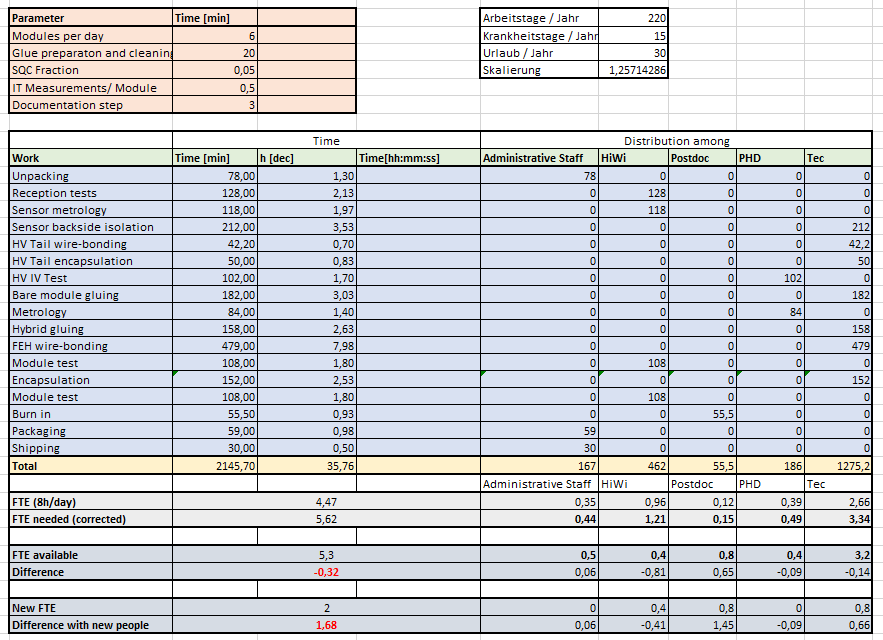 Parameter Time [min] Arbeitstage / Jahr 220
Modules per day 6 Krankheitstage / Jahr 15
Glue preparaton and cleaning 20 Urlaub / Jahr 30
SQC Fraction 0,05 Skalierung 1,25714286
IT Measurements/ Module 0,5
Documentation step 3
Time Distribution among
Work Time [min] h [dec] Time[hh:mm:ss] Administrative Staff HiWi Postdoc PHD Tec
Unpacking 78,00 1,30 78 0 0 0 0
Reception tests 128,00 2,13 0 128 0 0 0
Sensor metrology 118,00 1,97 0 118 0 0 0
Sensor backside isolation 212,00 3,53 0 0 0 0 212
HV Tail wire-bonding 42,20 0,70 0 0 0 0 42,2
HV Tail encapsulation 50,00 0,83 0 0 0 0 50
HV IV Test 102,00 1,70 0 0 0 102 0
Bare module gluing 182,00 3,03 0 0 0 0 182
Metrology 84,00 1,40 0 0 0 84 0
Hybrid gluing 158,00 2,63 0 0 0 0 158
FEH wire-bonding 479,00 7,98 0 0 0 0 479
Module test 108,00 1,80 0 108 0 0 0
Encapsulation 152,00 2,53 0 0 0 0 152
Module test 108,00 1,80 0 108 0 0 0
Burn in 55,50 0,93 0 0 55,5 0 0
Packaging 59,00 0,98 59 0 0 0 0
Shipping 30,00 0,50 30 0 0 0 0
Total 2145,70 35,76 167 462 55,5 186 1275,2
Administrative Staff HiWi Postdoc PHD Tec
FTE (8h/day) 4,47 0,35 0,96 0,12 0,39 2,66
FTE needed (corrected) 5,62 0,44 1,21 0,15 0,49 3,34
FTE available 5,3 0,5 0,4 0,8 0,4 3,2
Difference -0,32 0,06 -0,81 0,65 -0,09 -0,14
New FTE 2 0 0,4 0,8 0 0,8
Difference with new people 1,68 0,06 -0,41 1,45 -0,09 0,66